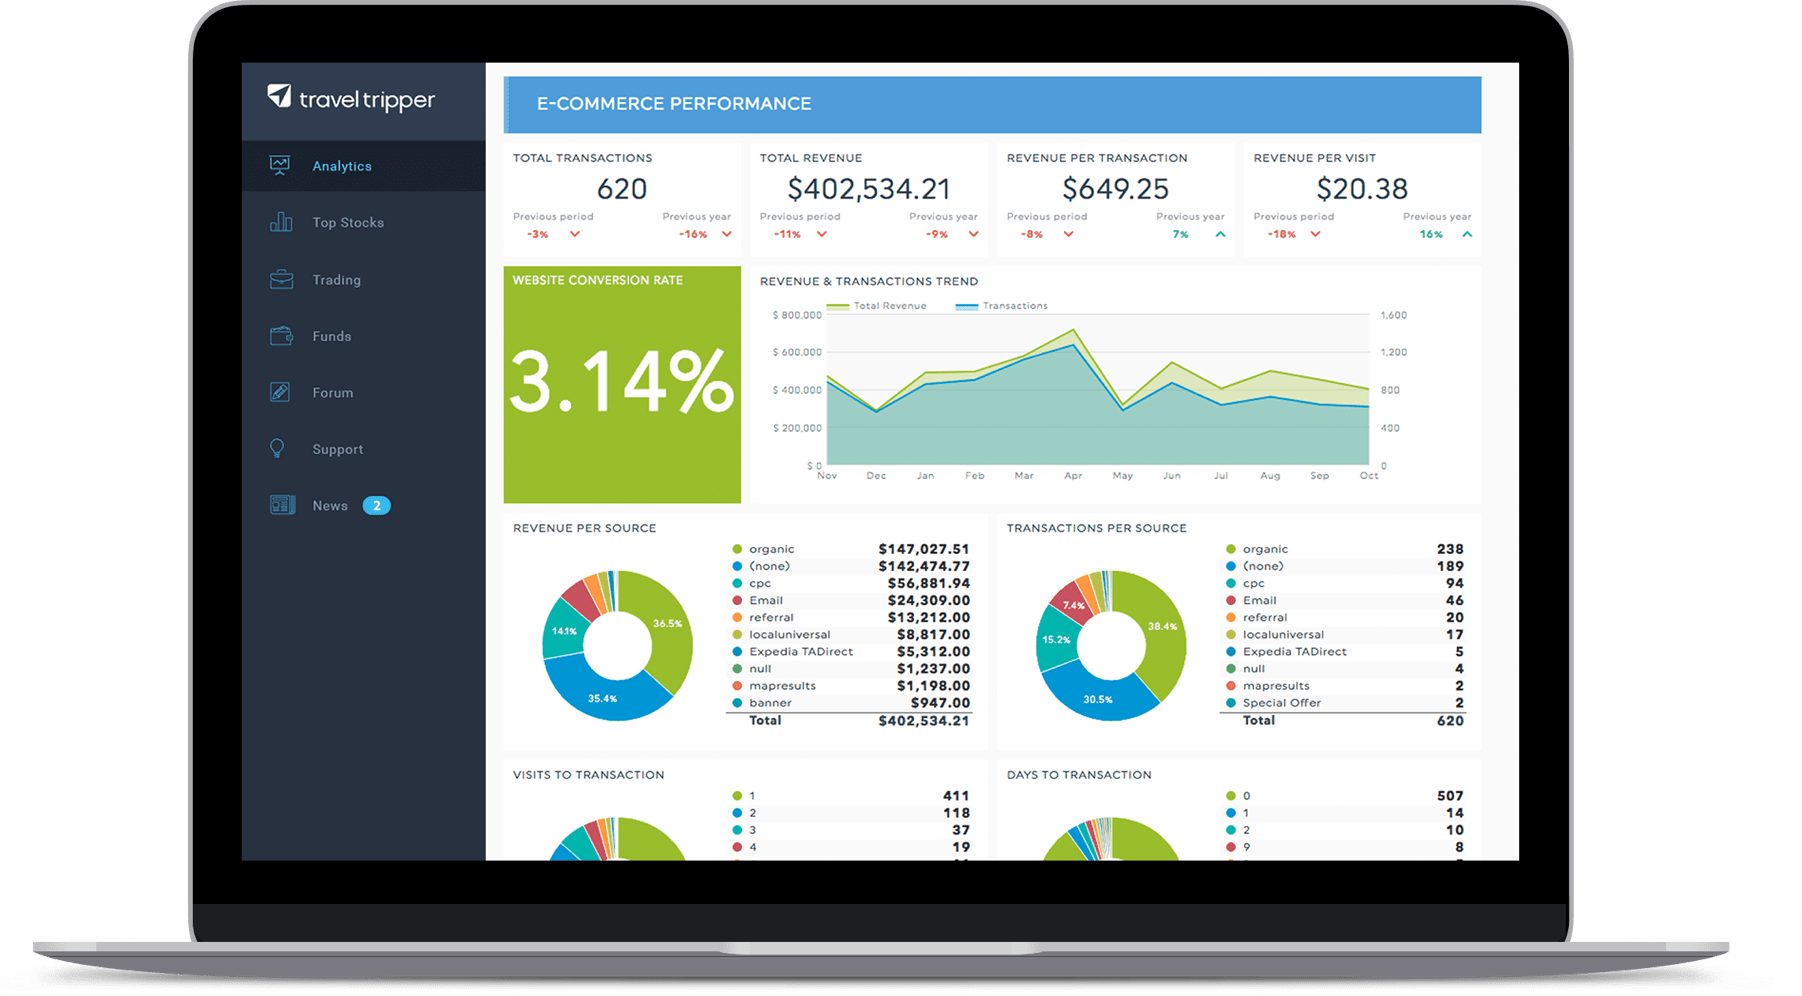 travel tripper
Analytics
Top Stocks
Trading
Funds
Forum
Support
News 2
E-COMMERCE PERFORMANCE
TOTAL TRANSACTIONS
620
Previous period Previous year
-3% -16%
TOTAL REVENUE
$402,534.21
Previous period Previous year
-11% -9%
REVENUE PER TRANSACTION
$649.25
Previous period Previous year
-8% 7%
REVENUE PER VISIT
$20.38
Previous period Previous year
-18% 16%
WEBSITE CONVERSION RATE
3.14%
REVENUE & TRANSACTIONS TREND
Total Revenue Transactions
$ 800,000 1,600
$ 600,000 1,200
$ 400,000 800
$ 200,000 400
$ 0 0
Nov Dec Jan Feb Mar Apr May Jun Jul Aug Sep Oct
REVENUE PER SOURCE
36.5%
14.1%
35.4%
organic $147,027.51
(none) $142,474.77
cpc $56,881.94
Email $24,309.00
referral $13,212.00
localuniversal $8,817.00
Expedia TADirect $5,312.00
null $1,237.00
mapresults $1,198.00
banner $947.00
Total $402,534.21
TRANSACTIONS PER SOURCE
7.4%
38.4%
15.2%
30.5%
organic 238
(none) 189
cpc 94
Email 46
referral 20
localuniversal 17
Expedia TADirect 5
null 4
mapresults 2
Special Offer 2
Total 620
VISITS TO TRANSACTION
1 411
2 118
3 37
4 19
DAYS TO TRANSACTION
0 507
1 14
2 10
9 8